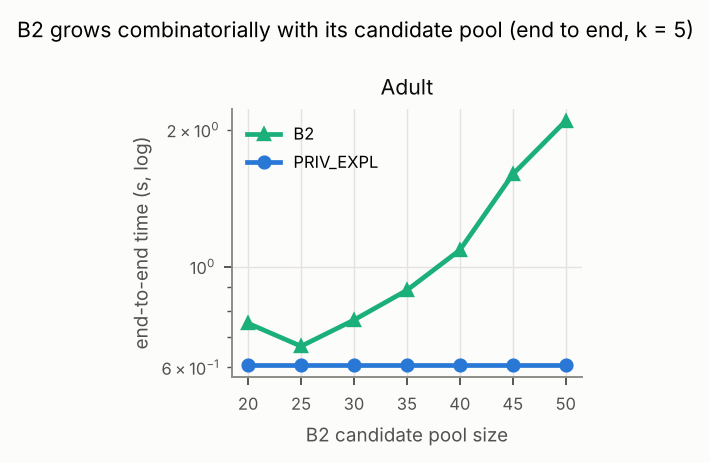 B2 grows combinatorially with its candidate pool (end to end, k = 5)
Adult
B2
PRIV_EXPL
end-to-end time (s, log)
2 × 10⁰
10⁰
6 × 10⁻¹
20 25 30 35 40 45 50
B2 candidate pool size